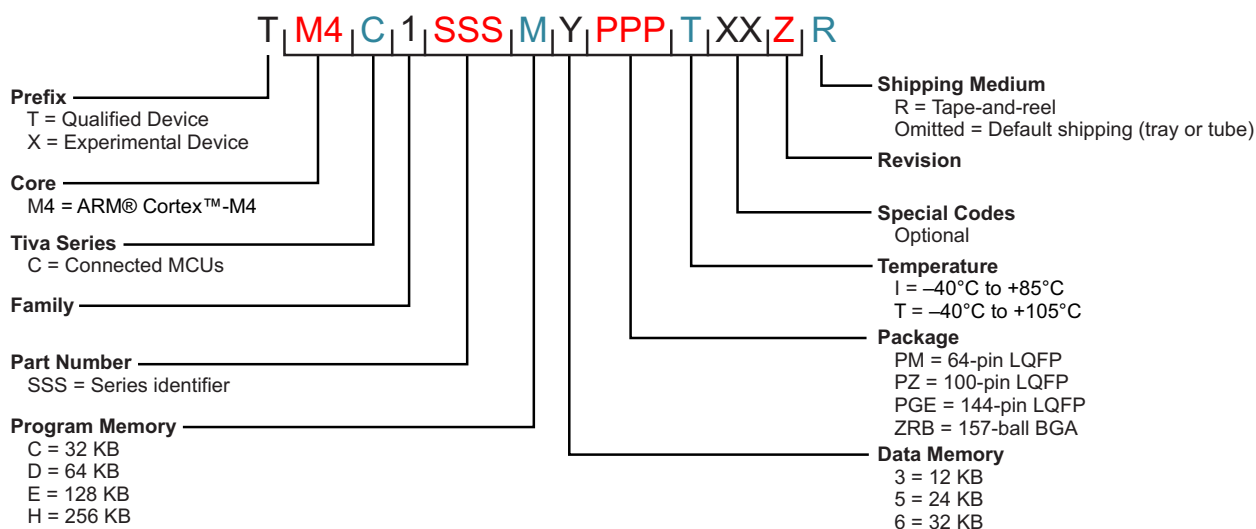 T M4 C 1 SSS M Y PPP T XX Z R
Prefix
T = Qualified Device
X = Experimental Device
Core
M4 = ARM® Cortex™-M4
Tiva Series
C = Connected MCUs
Family
Part Number
SSS = Series identifier
Program Memory
C = 32 KB
D = 64 KB
E = 128 KB
H = 256 KB
Shipping Medium
R = Tape-and-reel
Omitted = Default shipping (tray or tube)
Revision
Special Codes
Optional
Temperature
I = –40°C to +85°C
T = –40°C to +105°C
Package
PM = 64-pin LQFP
PZ = 100-pin LQFP
PGE = 144-pin LQFP
ZRB = 157-ball BGA
Data Memory
3 = 12 KB
5 = 24 KB
6 = 32 KB